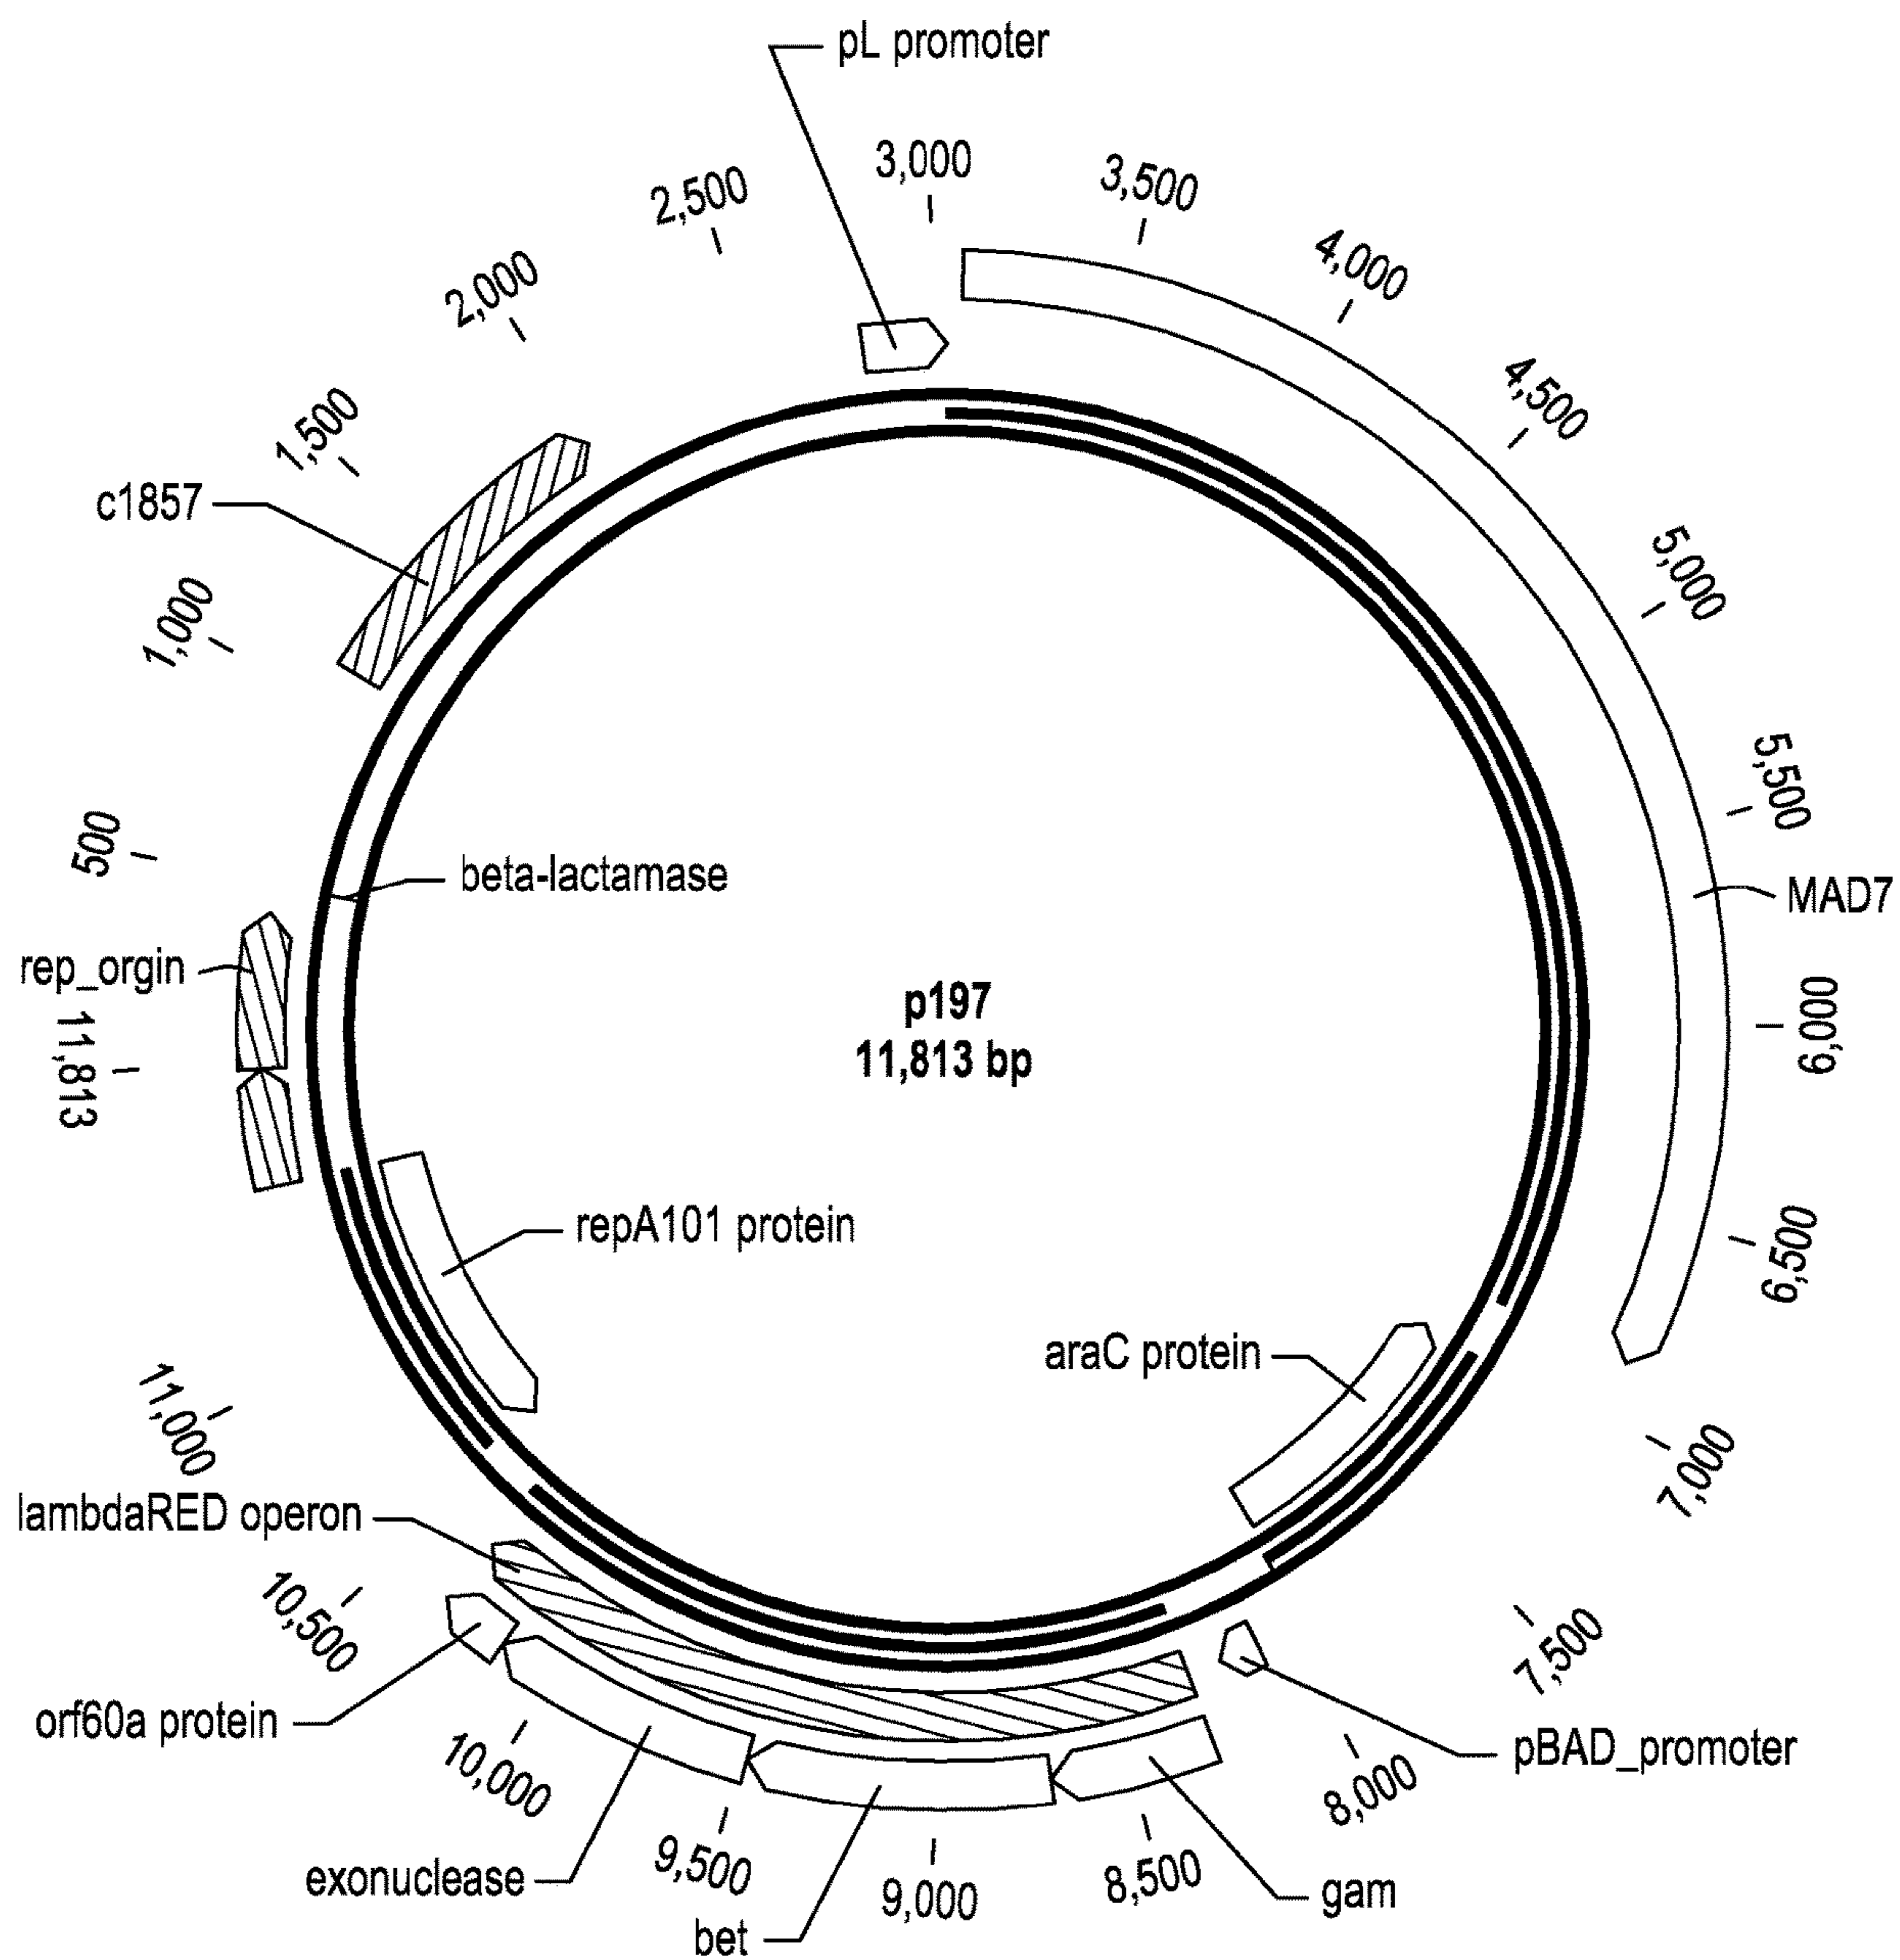 pL promoter
3,000
3,500
2,500
4,000
2,000
4,500
1,500
c1857
5,000
1,000
5,500
500
beta-lactamase
MAD7
rep_orgin
p197
11,813 bp
6,000
11,813
repA101 protein
6,500
araC protein
11,000
7,000
lambdaRED operon
10,500
7,500
orf60a protein
pBAD_promoter
10,000
8,000
exonuclease
9,500
9,000
8,500
gam
bet